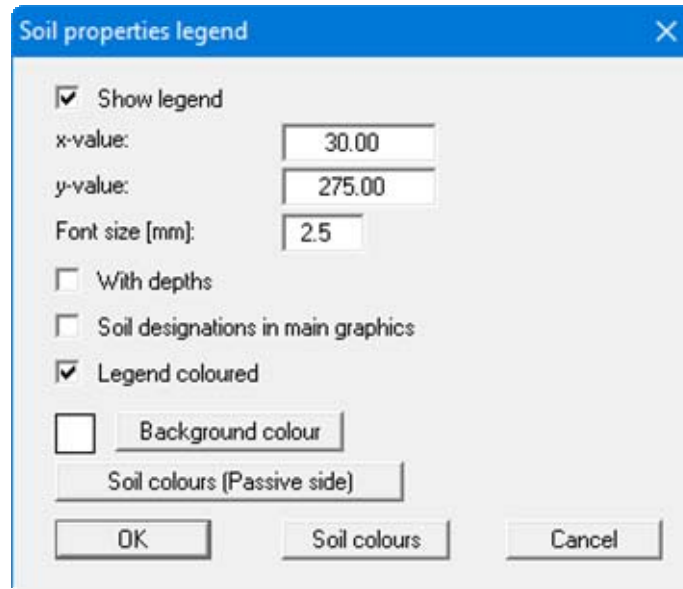 Soil properties legend
Show legend
x-value: 30.00
y-value: 275.00
Font size [mm]: 2.5
With depths
Soil designations in main graphics
Legend coloured
Background colour
Soil colours (Passive side)
OK Soil colours Cancel